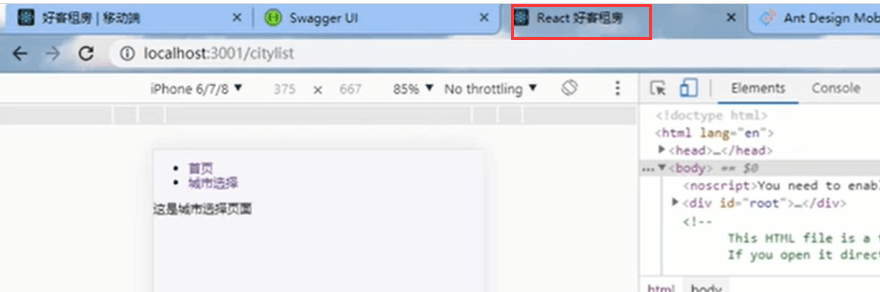 好客租房 | 移动端
Swagger UI
React 好客租房
Ant Design Mob
localhost:3001/citylist
iPhone 6/7/8 ▼ 375 × 667 85% ▼ No throttling ▼
Elements Console
<!doctype html>
<html lang="en">
<head>…</head>
<body> == $0
<noscript>You need to enabl
<div id="root">…</div>
<!--
This HTML file is a t
If you open it direct
html body
首页
城市选择
这是城市选择页面